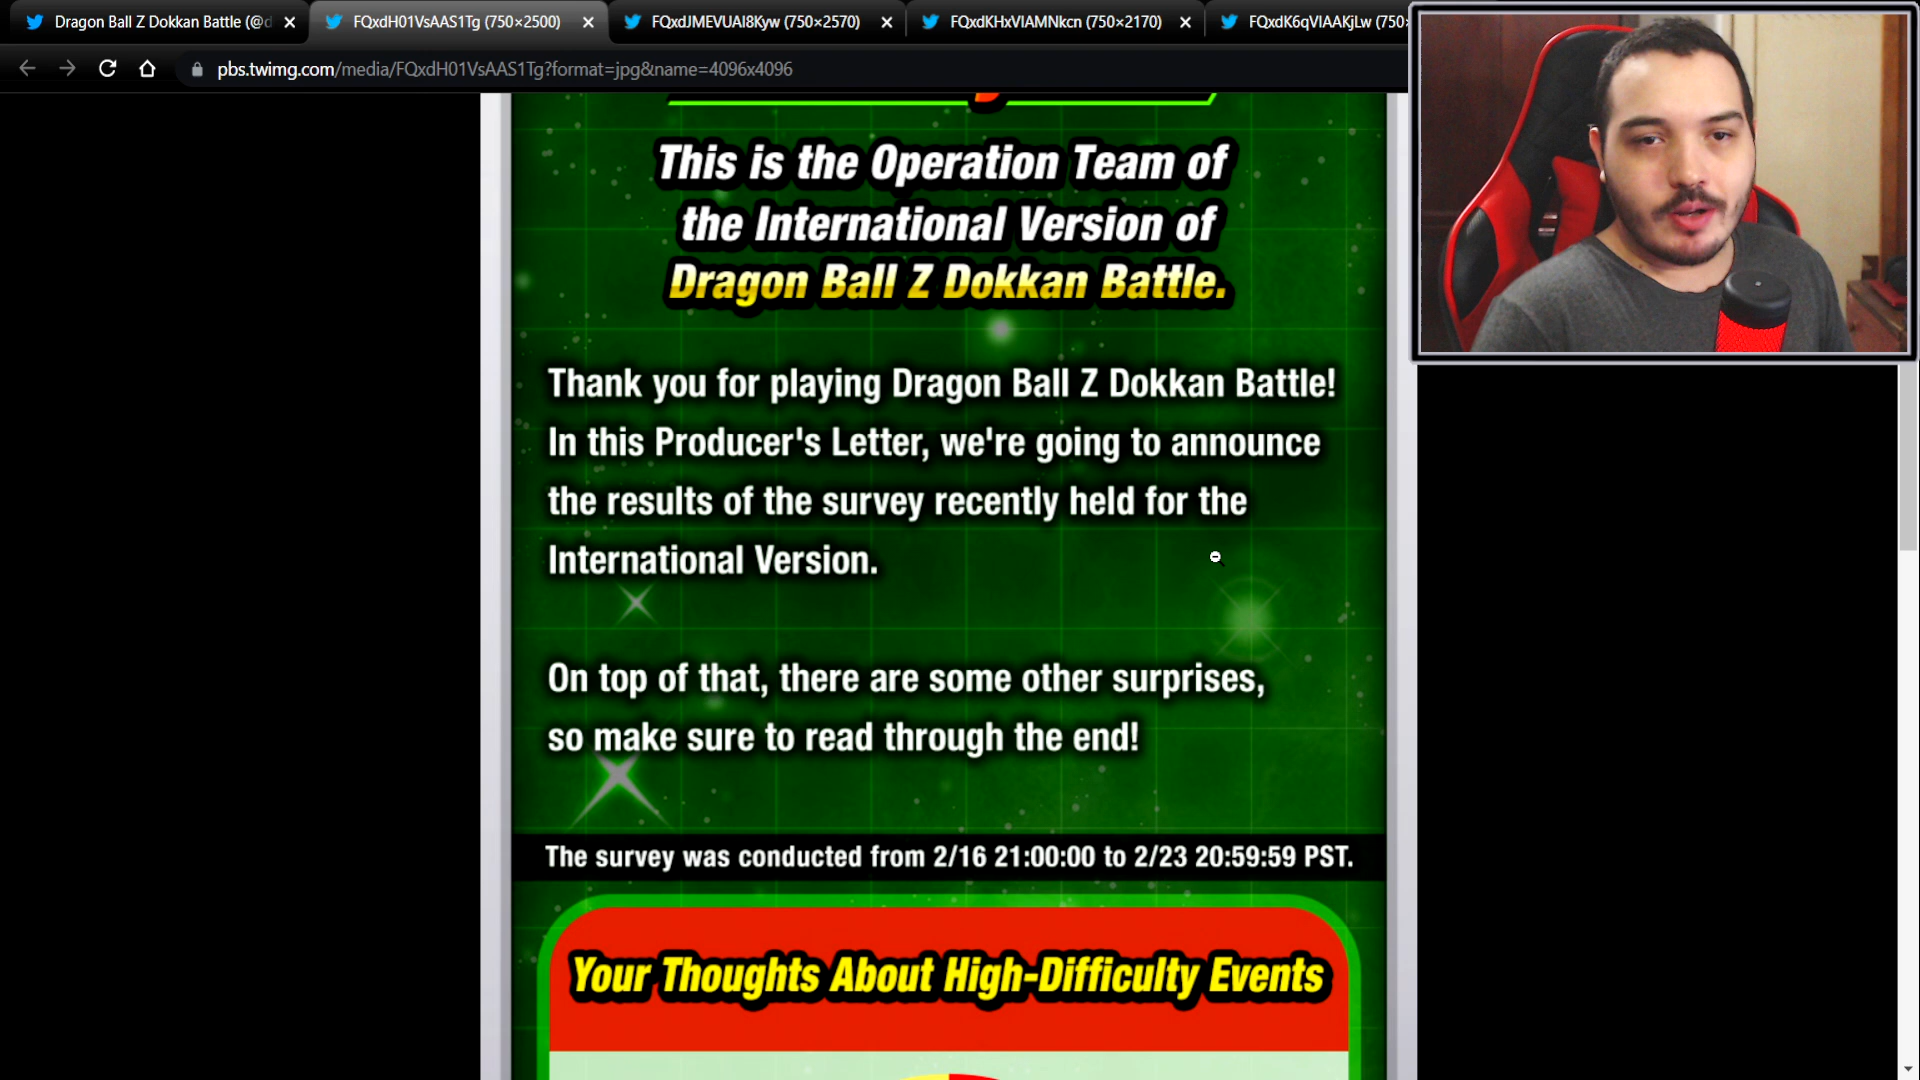 Dragon Ball Z Dokkan Battle (@d
FQxdH01VsAAS1Tg (750×2500)
FQxdJMEVUAI8Kyw (750×2570)
FQxdKHxVIAMNkcn (750×2170)
FQxdK6qVIAAKjLw (750×
pbs.twimg.com/media/FQxdH01VsAAS1Tg?format=jpg&name=4096x4096
This is the Operation Team of
the International Version of
Dragon Ball Z Dokkan Battle.
Thank you for playing Dragon Ball Z Dokkan Battle!
In this Producer's Letter, we're going to announce
the results of the survey recently held for the
International Version.
On top of that, there are some other surprises,
so make sure to read through the end!
The survey was conducted from 2/16 21:00:00 to 2/23 20:59:59 PST.
Your Thoughts About High-Difficulty Events